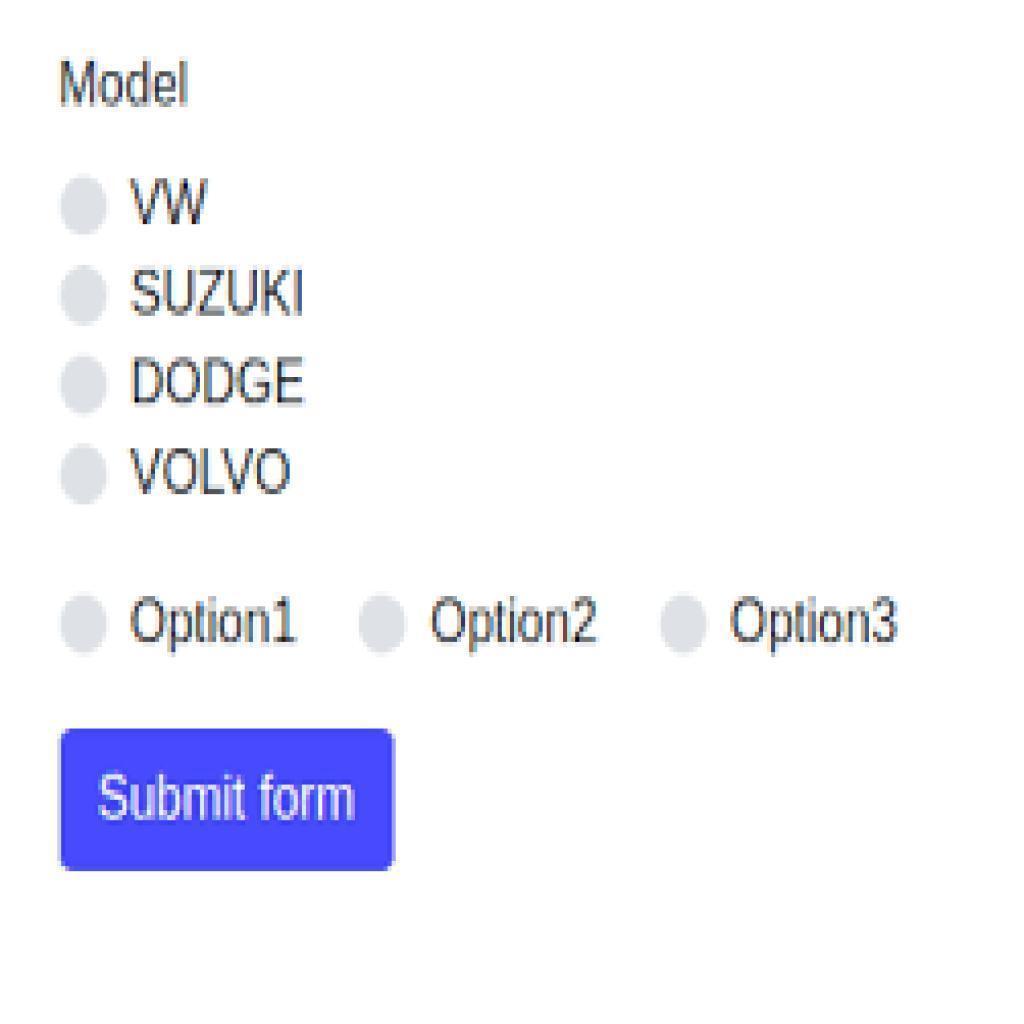 Model
VW
SUZUKI
DODGE
VOLVO
Option1 Option2 Option3
Submit form